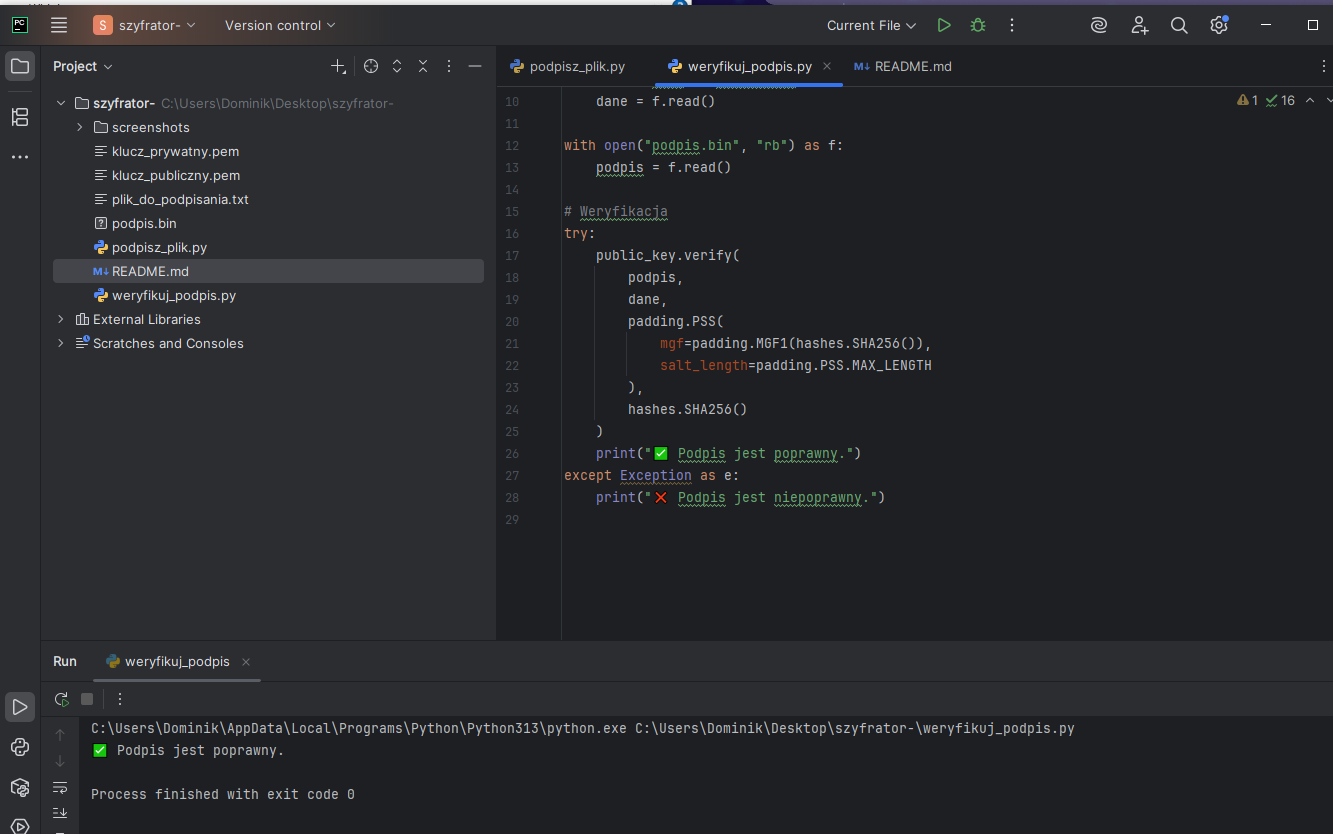 PC
S szyfrator-
Version control
Current File
Project
podpisz_plik.py
weryfikuj_podpis.py
M↓ README.md
szyfrator- C:\Users\Dominik\Desktop\szyfrator-
screenshots
klucz_prywatny.pem
klucz_publiczny.pem
plik_do_podpisania.txt
? podpis.bin
podpisz_plik.py
M↓ README.md
weryfikuj_podpis.py
External Libraries
Scratches and Consoles
1 16
10 dane = f.read()
11
12 with open("podpis.bin", "rb") as f:
13 podpis = f.read()
14
15 # Weryfikacja
16 try:
17 public_key.verify(
18 podpis,
19 dane,
20 padding.PSS(
21 mgf=padding.MGF1(hashes.SHA256()),
22 salt_length=padding.PSS.MAX_LENGTH
23 ),
24 hashes.SHA256()
25 )
26 print("✅ Podpis jest poprawny.")
27 except Exception as e:
28 print("❌ Podpis jest niepoprawny.")
29
Run
weryfikuj_podpis
C:\Users\Dominik\AppData\Local\Programs\Python\Python313\python.exe C:\Users\Dominik\Desktop\szyfrator-\weryfikuj_podpis.py
✅ Podpis jest poprawny.
Process finished with exit code 0